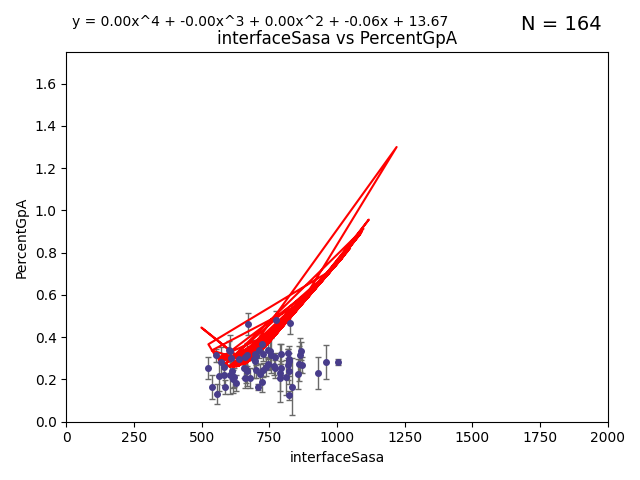 y = 0.00x^4 + -0.00x^3 + 0.00x^2 + -0.06x + 13.67
N = 164
interfaceSasa vs PercentGpA
PercentGpA
1.6
1.4
1.2
1.0
0.8
0.6
0.4
0.2
0.0
0 250 500 750 1000 1250 1500 1750 2000
interfaceSasa